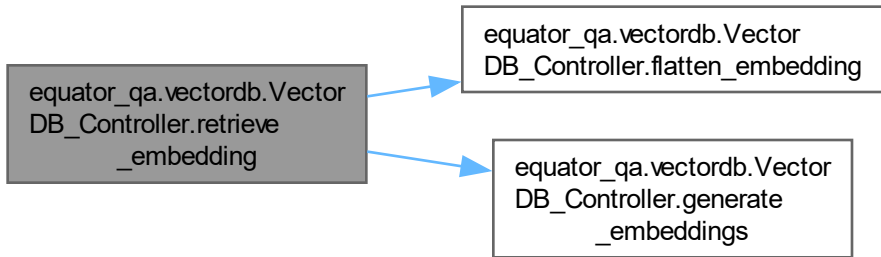 equator_qa.vectordb.Vector
DB_Controller.retrieve
_embedding
equator_qa.vectordb.Vector
DB_Controller.flatten_embedding
equator_qa.vectordb.Vector
DB_Controller.generate
_embeddings